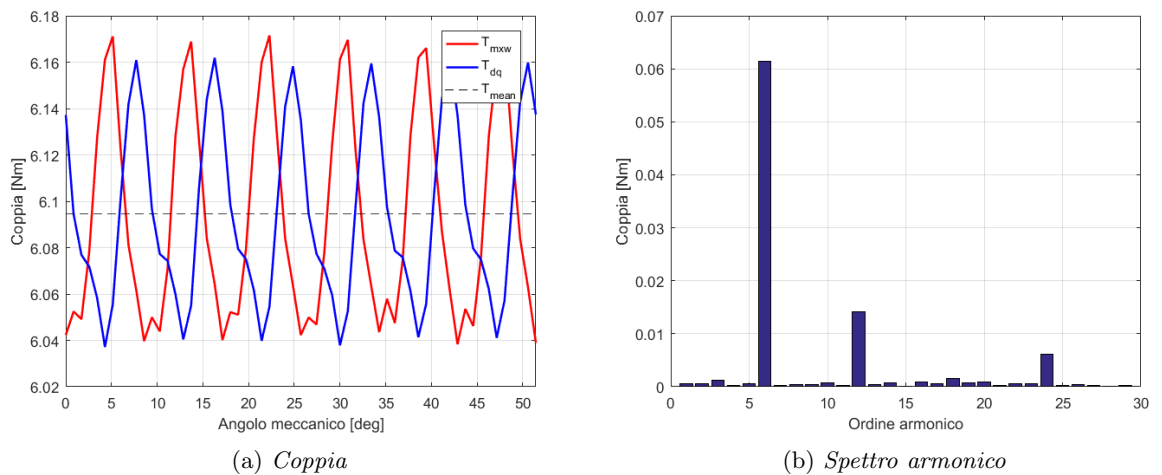 6.18
6.16
6.14
6.12
6.1
6.08
6.06
6.04
6.02
Coppia [Nm]
T_mxw
T_dq
T_mean
0 5 10 15 20 25 30 35 40 45 50
Angolo meccanico [deg]
(a) Coppia
0.07
0.06
0.05
0.04
0.03
0.02
0.01
0
Coppia [Nm]
0 5 10 15 20 25 30
Ordine armonico
(b) Spettro armonico